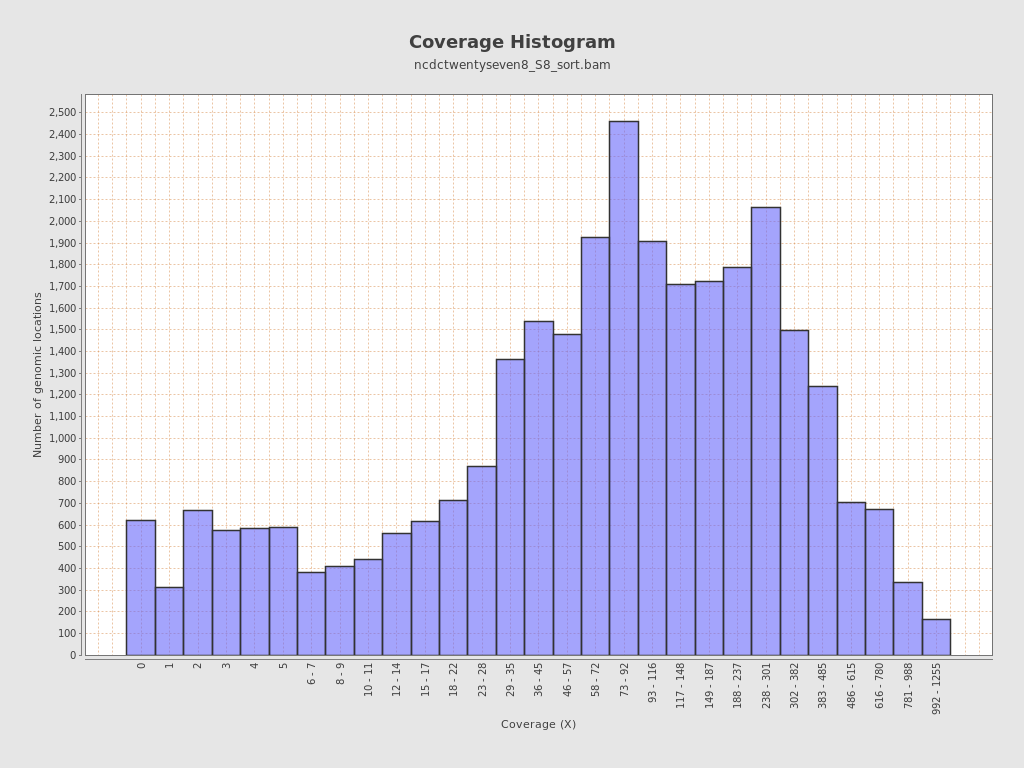 Coverage Histogram
ncdctwentyseven8_S8_sort.bam
Number of genomic locations
2,500
2,400
2,300
2,200
2,100
2,000
1,900
1,800
1,700
1,600
1,500
1,400
1,300
1,200
1,100
1,000
900
800
700
600
500
400
300
200
100
0
0
1
2
3
4
5
6 - 7
8 - 9
10 - 11
12 - 14
15 - 17
18 - 22
23 - 28
29 - 35
36 - 45
46 - 57
58 - 72
73 - 92
93 - 116
117 - 148
149 - 187
188 - 237
238 - 301
302 - 382
383 - 485
486 - 615
616 - 780
781 - 988
992 - 1255
Coverage (X)